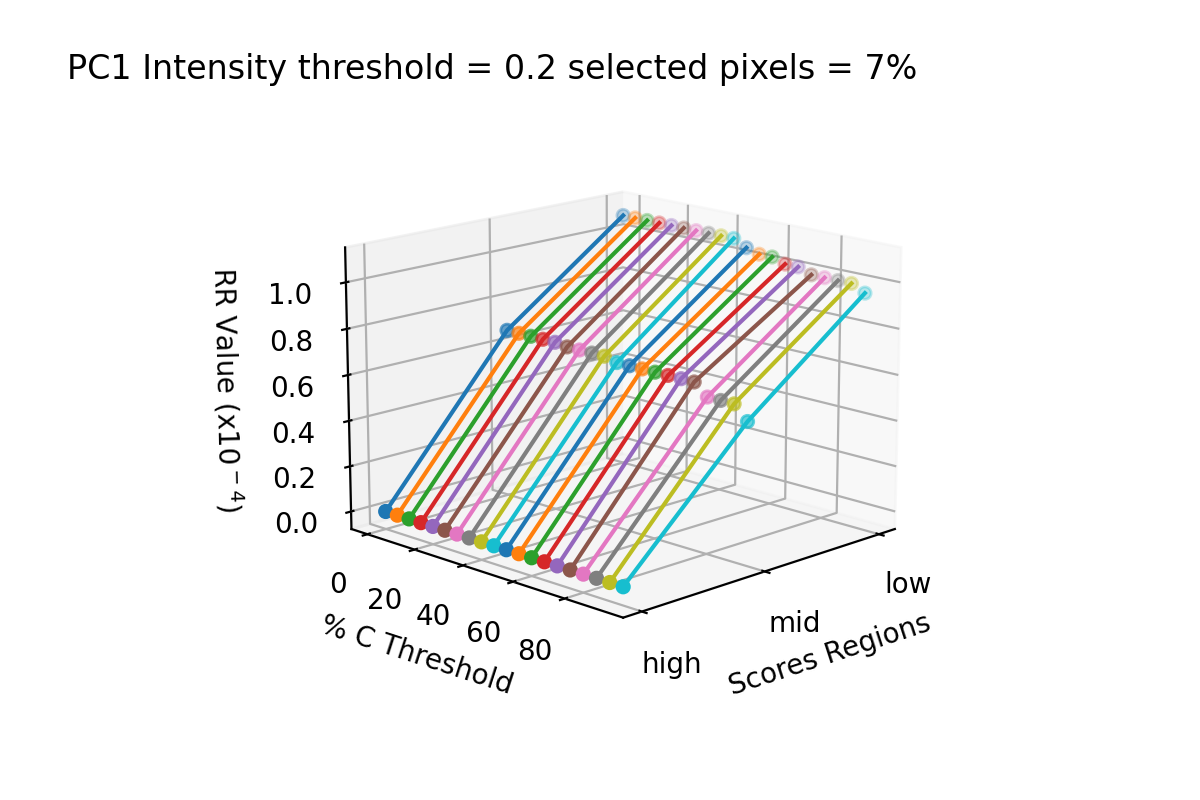 PC1 Intensity threshold = 0.2 selected pixels = 7%
RR Value (x10⁻⁴)
1.0
0.8
0.6
0.4
0.2
0.0
0
20
40
60
80
% C Threshold
high
mid
low
Scores Regions